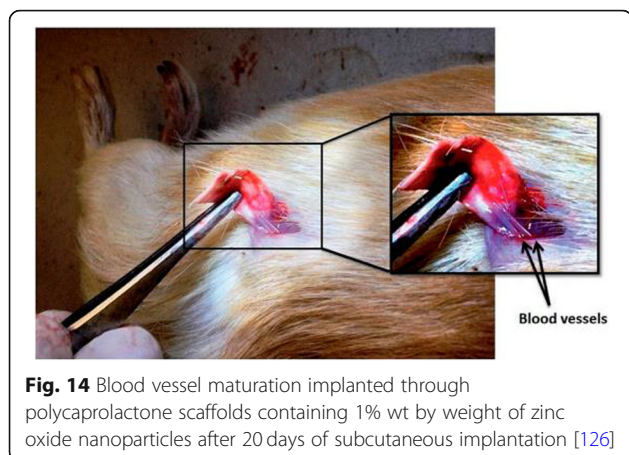 Blood vessels
Fig. 14 Blood vessel maturation implanted through
polycaprolactone scaffolds containing 1% wt by weight of zinc
oxide nanoparticles after 20 days of subcutaneous implantation [126]